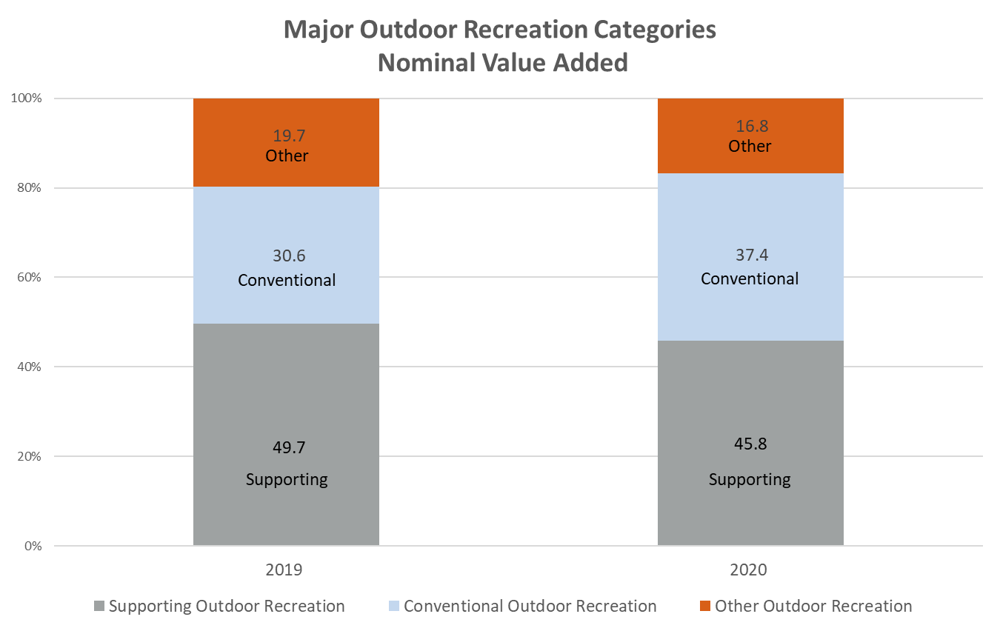 Major Outdoor Recreation Categories
Nominal Value Added
100%
80%
60%
40%
20%
0%
19.7
Other
30.6
Conventional
49.7
Supporting
16.8
Other
37.4
Conventional
45.8
Supporting
2019
2020
Supporting Outdoor Recreation
Conventional Outdoor Recreation
Other Outdoor Recreation